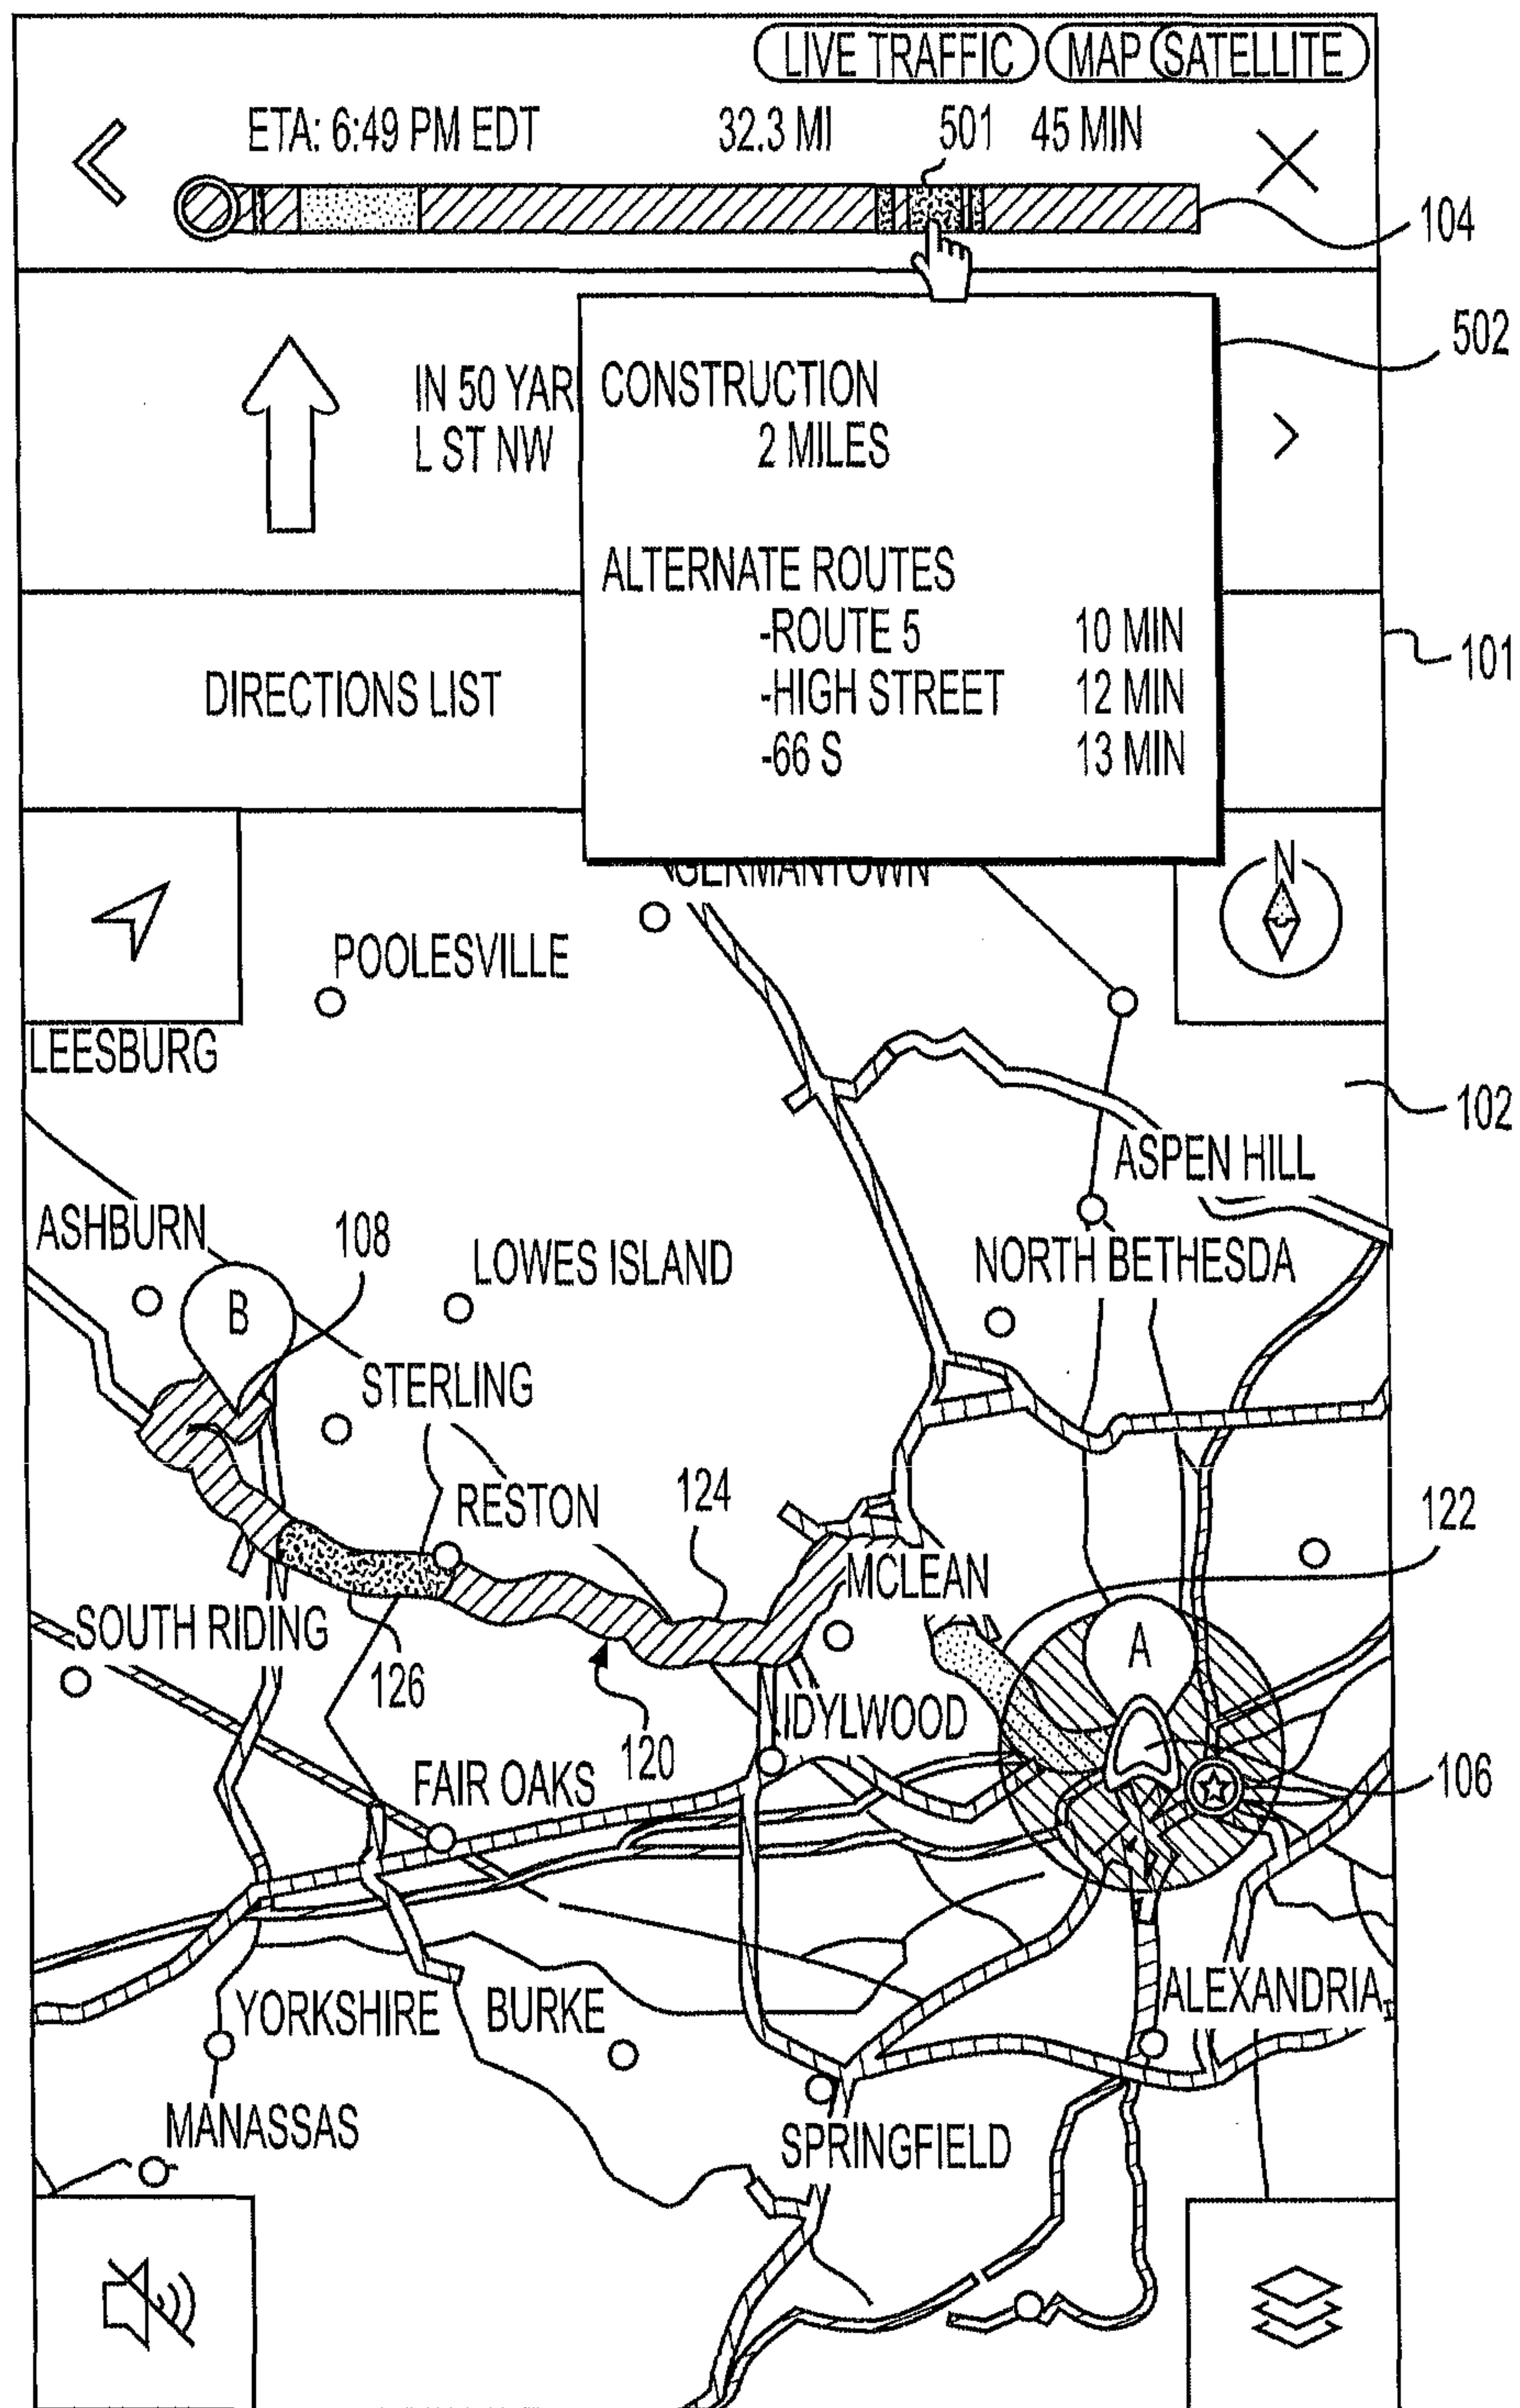 LIVE TRAFFIC MAP SATELLITE
ETA: 6:49 PM EDT 32.3 MI 501 45 MIN
104
502
IN 50 YAR
L ST NW
CONSTRUCTION
2 MILES
ALTERNATE ROUTES
-ROUTE 5 10 MIN
-HIGH STREET 12 MIN
-66 S 13 MIN
101
DIRECTIONS LIST
GERMANTOWN
N
POOLESVILLE
LEESBURG
102
ASPEN HILL
ASHBURN
108
LOWES ISLAND
NORTH BETHESDA
B
STERLING
RESTON
124
122
MCLEAN
SOUTH RIDING
A
126
IDYLWOOD
120
FAIR OAKS
106
ALEXANDRIA
YORKSHIRE
BURKE
MANASSAS
SPRINGFIELD